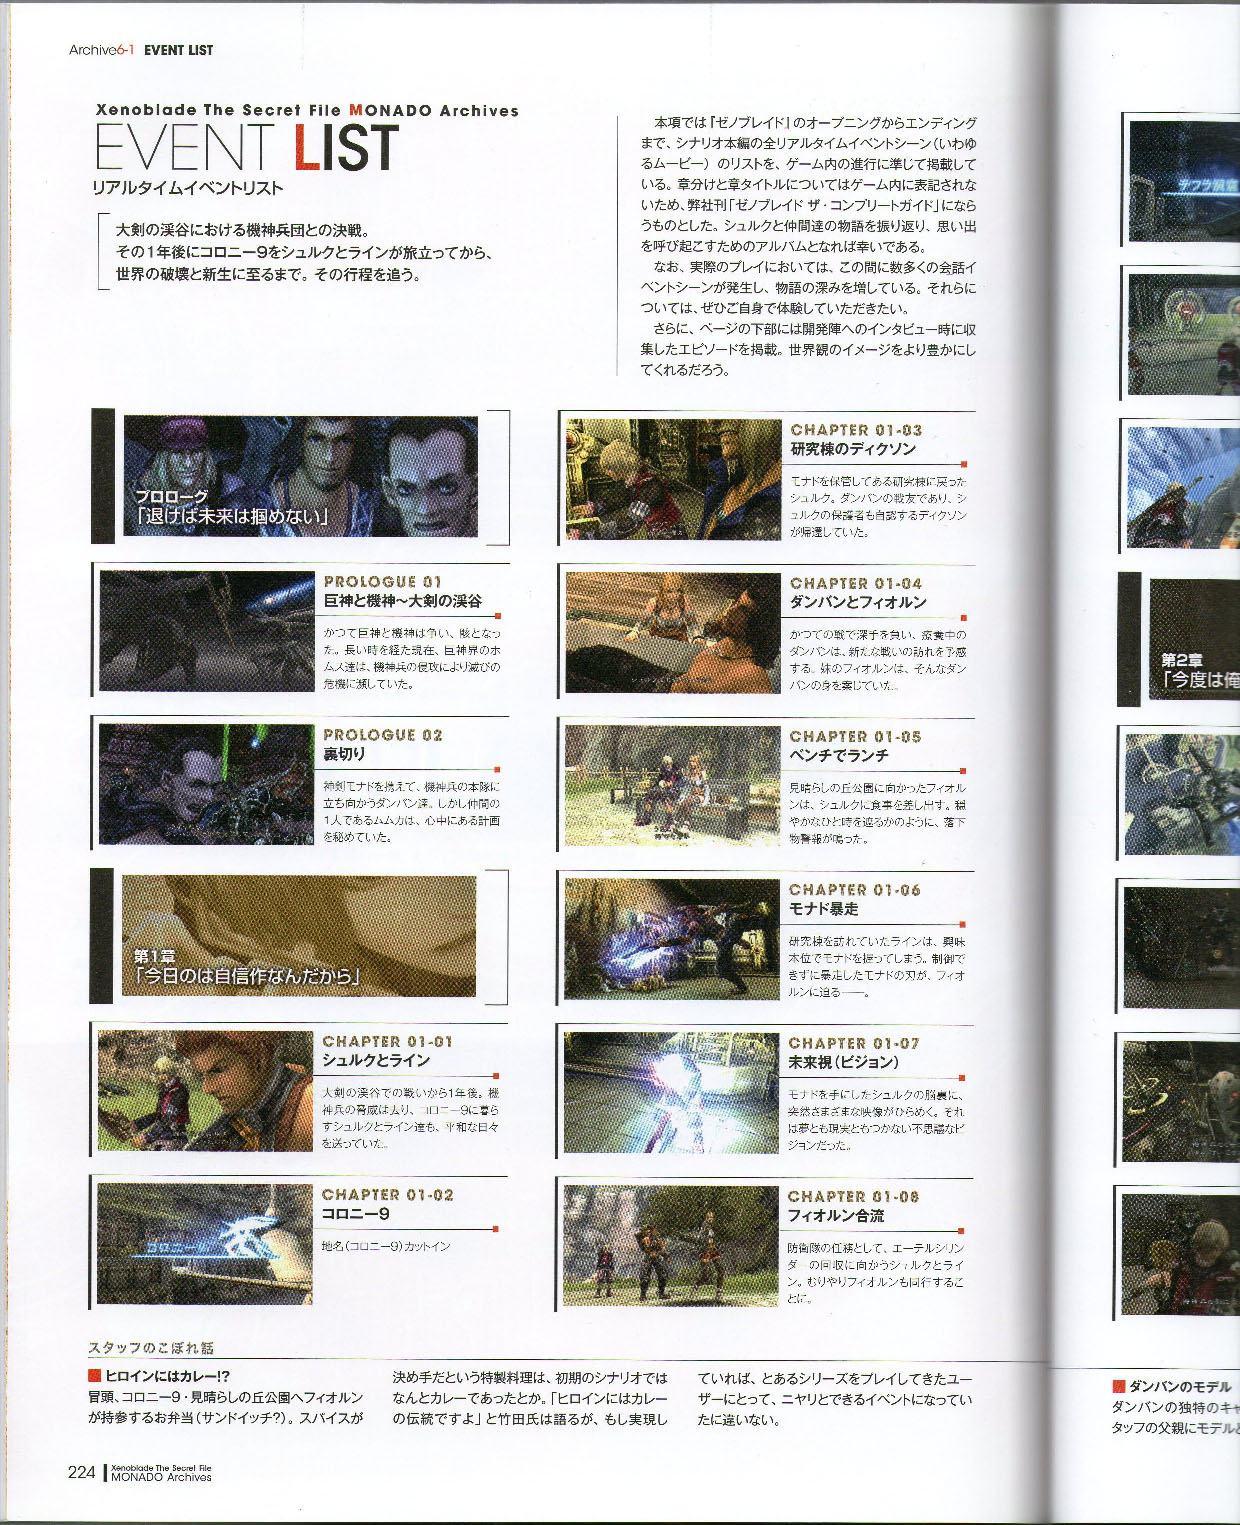 Archive6-1 EVENT LIST
Xenoblade The Secret File MONADO Archives
EVENT LIST
リアルタイムイベントリスト
大剣の渓谷における機神兵団との決戦。
その1年後にコロニー9をシュルクとラインが旅立ってから、
世界の破壊と新生に至るまで。その行程を追う。
本項では『ゼノブレイド』のオープニングからエンディング
まで、シナリオ本編の全リアルタイムイベントシーン(いわゆ
るムービー）のリストを、ゲーム内の進行に準じて掲載して
いる。章分けと章タイトルについてはゲーム内に表記されな
いため、弊社刊「ゼノブレイド ザ・コンプリートガイド」になら
うものとした。シュルクと仲間達の物語を振り返り、思い出
を呼び起こすためのアルバムとなれば幸いである。
なお、実際のプレイにおいては、この間に数多くの会話イ
ベントシーンが発生し、物語の深みを増している。それらに
ついては、ぜひご自身で体験していただきたい。
さらに、ページの下部には開発陣へのインタビュー時に収
集したエピソードを掲載。世界観のイメージをより豊かにし
てくれるだろう。
プロローグ
「退けば未来は掴めない」
PROLOGUE 01
巨神と機神～大剣の渓谷
かつて巨神と機神は争い、骸となっ
た。長い時を経た現在、巨神界のホ
ムス達は、機神兵の侵攻により滅びの
危機に瀕していた。
PROLOGUE 02
裏切り
神剣モナドを携えて、機神兵の本隊に
立ち向かうダンバン達。しかし仲間の
1人であるムムカは、心中にある計画
を秘めていた。
第1章
「今日のは自信作なんだから」
CHAPTER 01-01
シュルクとライン
大剣の渓谷での戦いから1年後。機
神兵の脅威は去り、コロニー9に暮ら
すシュルクとライン達も、平和な日々
を送っていた。
CHAPTER 01-02
コロニー9
地名(コロニー9)カットイン
コロニー9
CHAPTER 01-03
研究棟のディクソン
モナドを保管してある研究棟に戻った
シュルク。ダンバンの戦友であり、シ
ュルクの保護者も自認するディクソン
が帰還していた。
CHAPTER 01-04
ダンバンとフィオルン
かつての戦で深手を負い、療養中の
ダンバンは、新たな戦いの訪れを予感
する。妹のフィオルンは、そんなダン
バンの身を案じていた。
CHAPTER 01-05
ベンチでランチ
見晴らしの丘公園に向かったフィオル
ンは、シュルクに食事を差し出す。穏
やかなひと時を遮るかのように、落下
物警報が鳴った。
CHAPTER 01-06
モナド暴走
研究棟を訪れていたラインは、興味
本位でモナドを握ってしまう。制御で
きずに暴走したモナドの刃が、フィオ
ルンに迫る――。
CHAPTER 01-07
未来視(ビジョン)
モナドを手にしたシュルクの脳裏に、
突然さまざまな映像がひらめく。それ
は夢とも現実ともつかない不思議なビ
ジョンだった。
CHAPTER 01-08
フィオルン合流
防衛隊の任務として、エーテルシリン
ダーの回収に向かうシュルクとライ
ン。むりやりフィオルンも同行するこ
とに。
スタッフのこぼれ話
■ヒロインにはカレー!?
冒頭、コロニー9・見晴らしの丘公園へフィオルン
が持参するお弁当(サンドイッチ?)。スパイスが
決め手だという特製料理は、初期のシナリオでは
なんとカレーであったとか。「ヒロインにはカレー
の伝統ですよ」と竹田氏は語るが、もし実現し
ていれば、とあるシリーズをプレイしてきたユー
ザーにとって、ニヤリとできるイベントになってい
たに違いない。
224 Xenoblade The Secret File
MONADO Archives
テフラ洞窟
第2章
「今度は俺
■ダンバンのモデル
ダンバンの独特のキャ
タッフの父親にモデルと